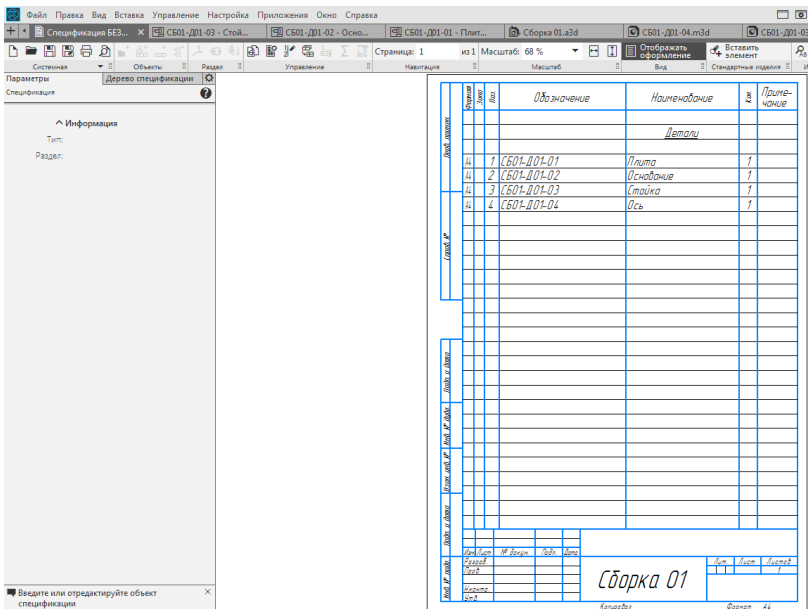 Файл Правка Вид Вставка Управление Настройка Приложения Окно Справка
Спецификация БЕЗ... × СБ01-Д01-03 - Стой... СБ01-Д01-02 - Осно... СБ01-Д01-01 - Плит... Сборка 01.a3d СБ01-Д01-04.m3d СБ01-Д01-03
Страница: 1 из 1 Масштаб: 68 % Отображать оформление Вставить элемент
Системная Объекты Раздел Управление Навигация Масштаб Вид Стандартные изделия
Параметры Дерево спецификации
Спецификация
Информация
Тип:
Раздел:
Формат Зона Поз. Обозначение Наименование Кол. Приме-
чание
Детали
А4 1 СБ01-Д01-01 Плита 1
А4 2 СБ01-Д01-02 Основание 1
А4 3 СБ01-Д01-03 Стойка 1
А4 4 СБ01-Д01-04 Ось 1
Перв. примен.
Справ. №
Подп. и дата
Инв. № дубл.
Взам. инв. №
Подп. и дата
Инв. № подл.
Изм. Лист № докум. Подп. Дата
Разраб.
Пров.
Н.контр.
Утв.
Сборка 01
Лит. Лист Листов
1
Копировал Формат А4
Введите или отредактируйте объект
спецификации